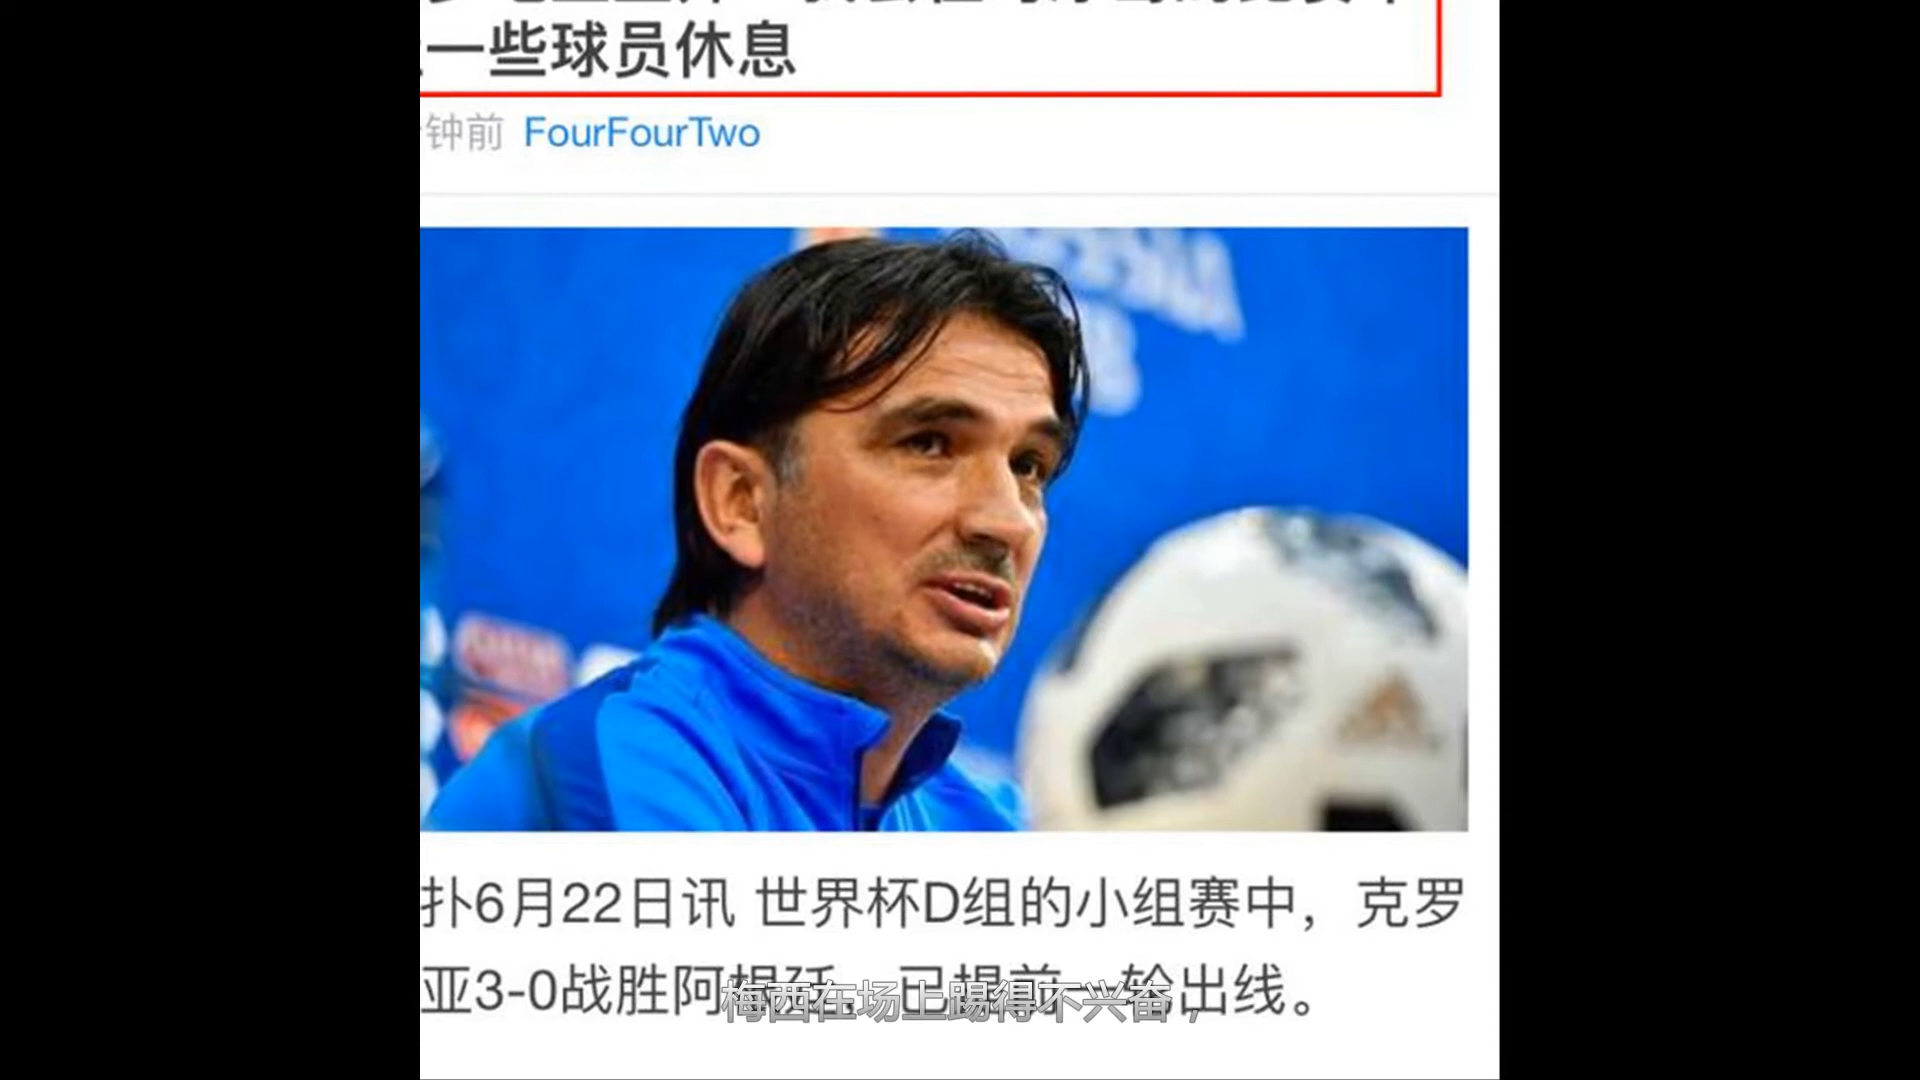 一些球员休息
钟前 FourFourTwo
扑6月22日讯 世界杯D组的小组赛中，克罗
亚3-0战胜阿根廷，已提前一轮出线。
梅西在场上踢得不兴奋，